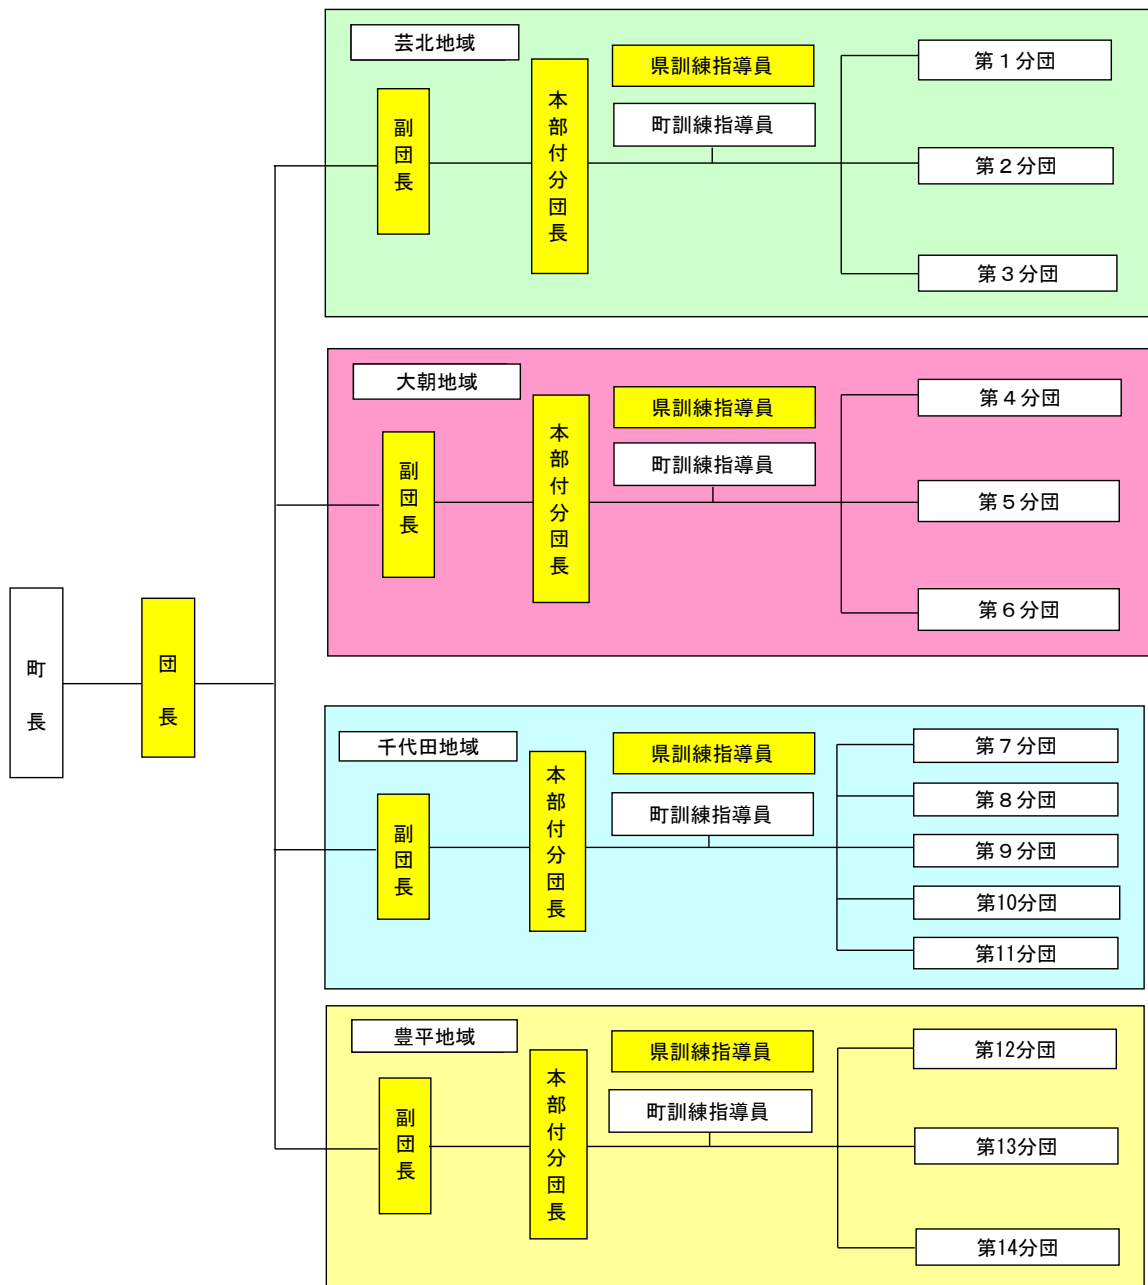 町長
団長
芸北地域
副団長
本部付分団長
県訓練指導員
町訓練指導員
第１分団
第２分団
第３分団
大朝地域
副団長
本部付分団長
県訓練指導員
町訓練指導員
第４分団
第５分団
第６分団
千代田地域
副団長
本部付分団長
県訓練指導員
町訓練指導員
第７分団
第８分団
第９分団
第10分団
第11分団
豊平地域
副団長
本部付分団長
県訓練指導員
町訓練指導員
第12分団
第13分団
第14分団